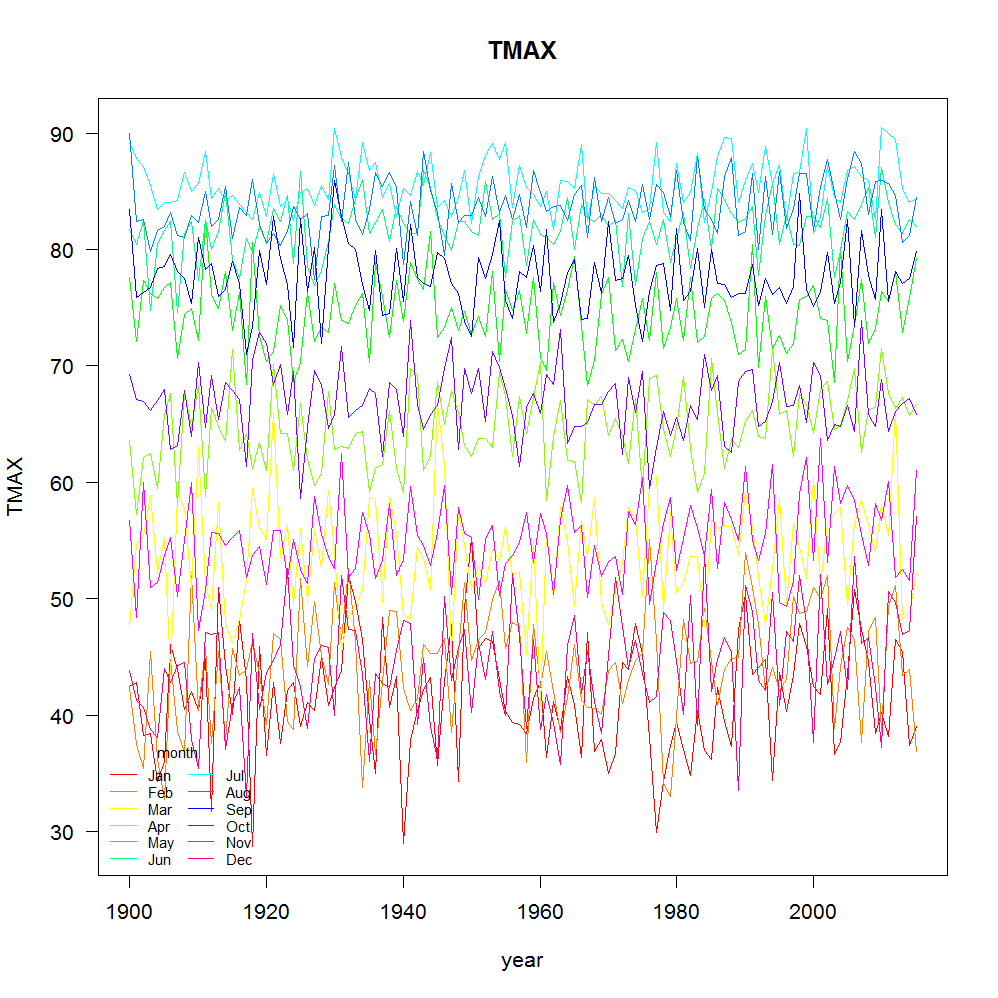 TMAX
90
80
70
60
50
40
30
TMAX
month
Jan Jul
Feb Aug
Mar Sep
Apr Oct
May Nov
Jun Dec
1900 1920 1940 1960 1980 2000
year